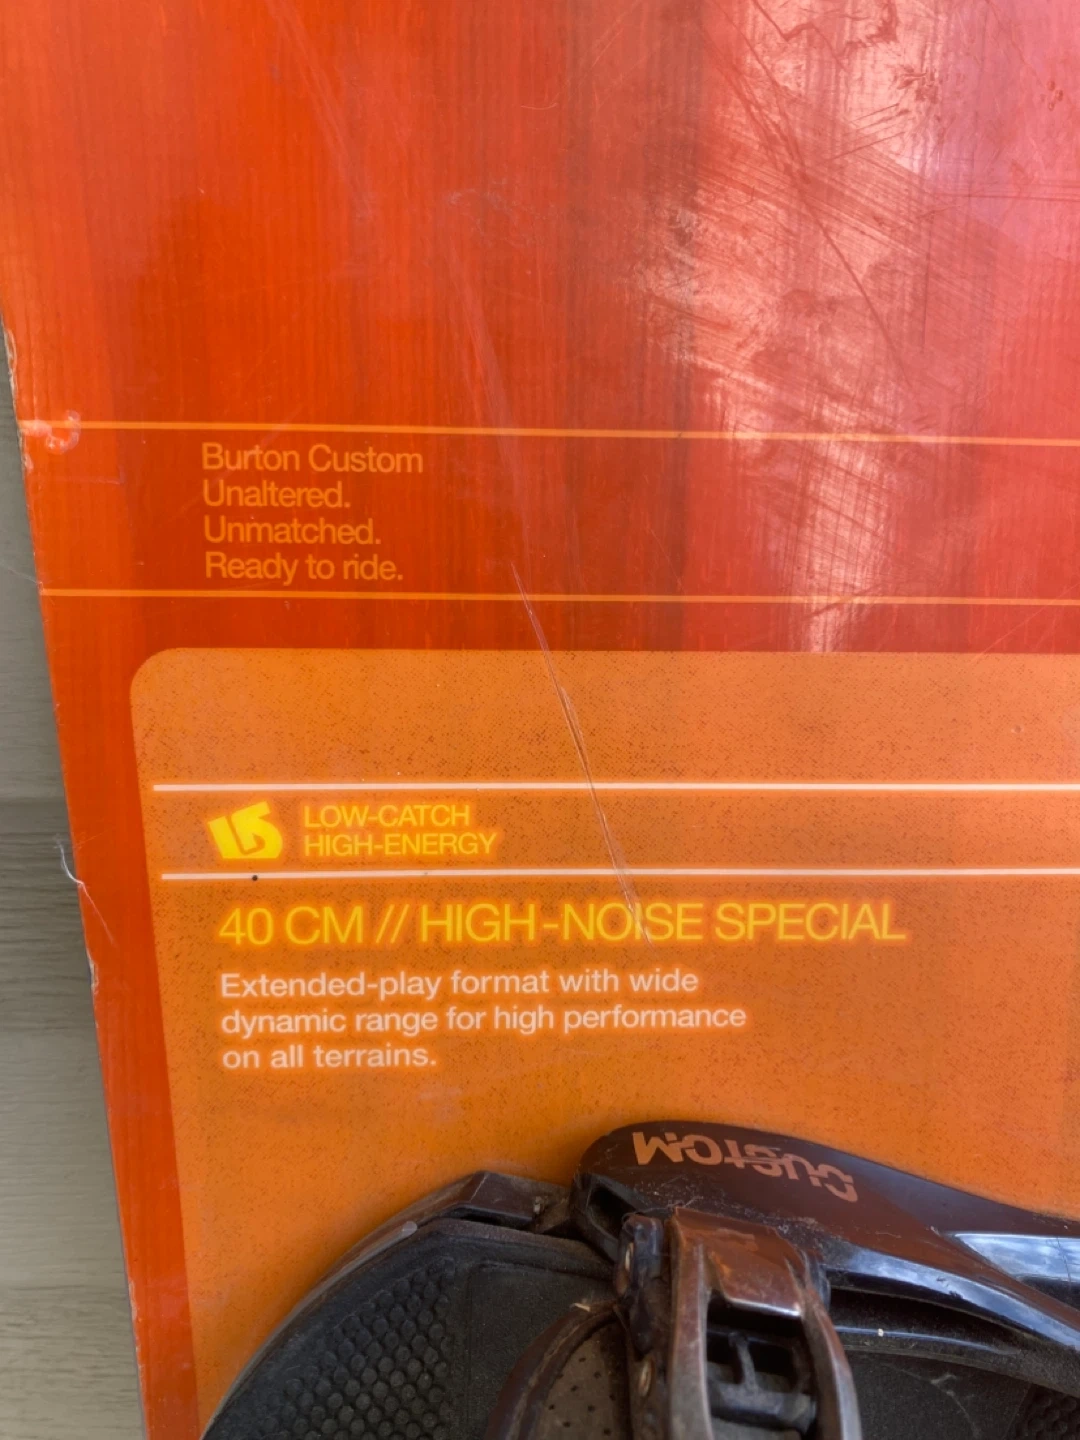 Burton Custom
Unaltered.
Unmatched.
Ready to ride.
LOW-CATCH
HIGH-ENERGY
40 CM // HIGH-NOISE SPECIAL
Extended-play format with wide
dynamic range for high performance
on all terrains.
CUSTOM